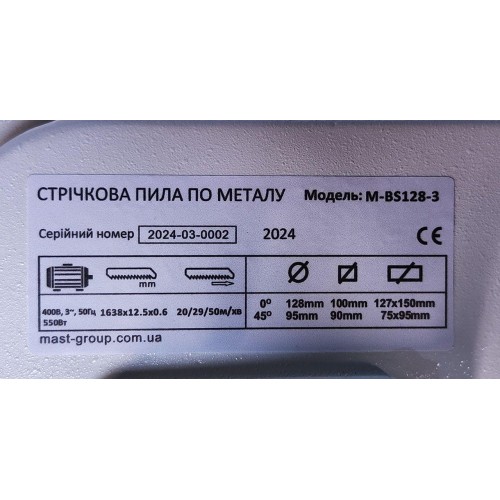 СТРІЧКОВА ПИЛА ПО МЕТАЛУ Модель: M-BS128-3
Серійний номер 2024-03-0002 2024 CE
mm
400В, 3~, 50Гц 1638x12.5x0.6 20/29/50м/хв 0° 128mm 100mm 127x150mm
550Вт 45° 95mm 90mm 75x95mm
mast-group.com.ua